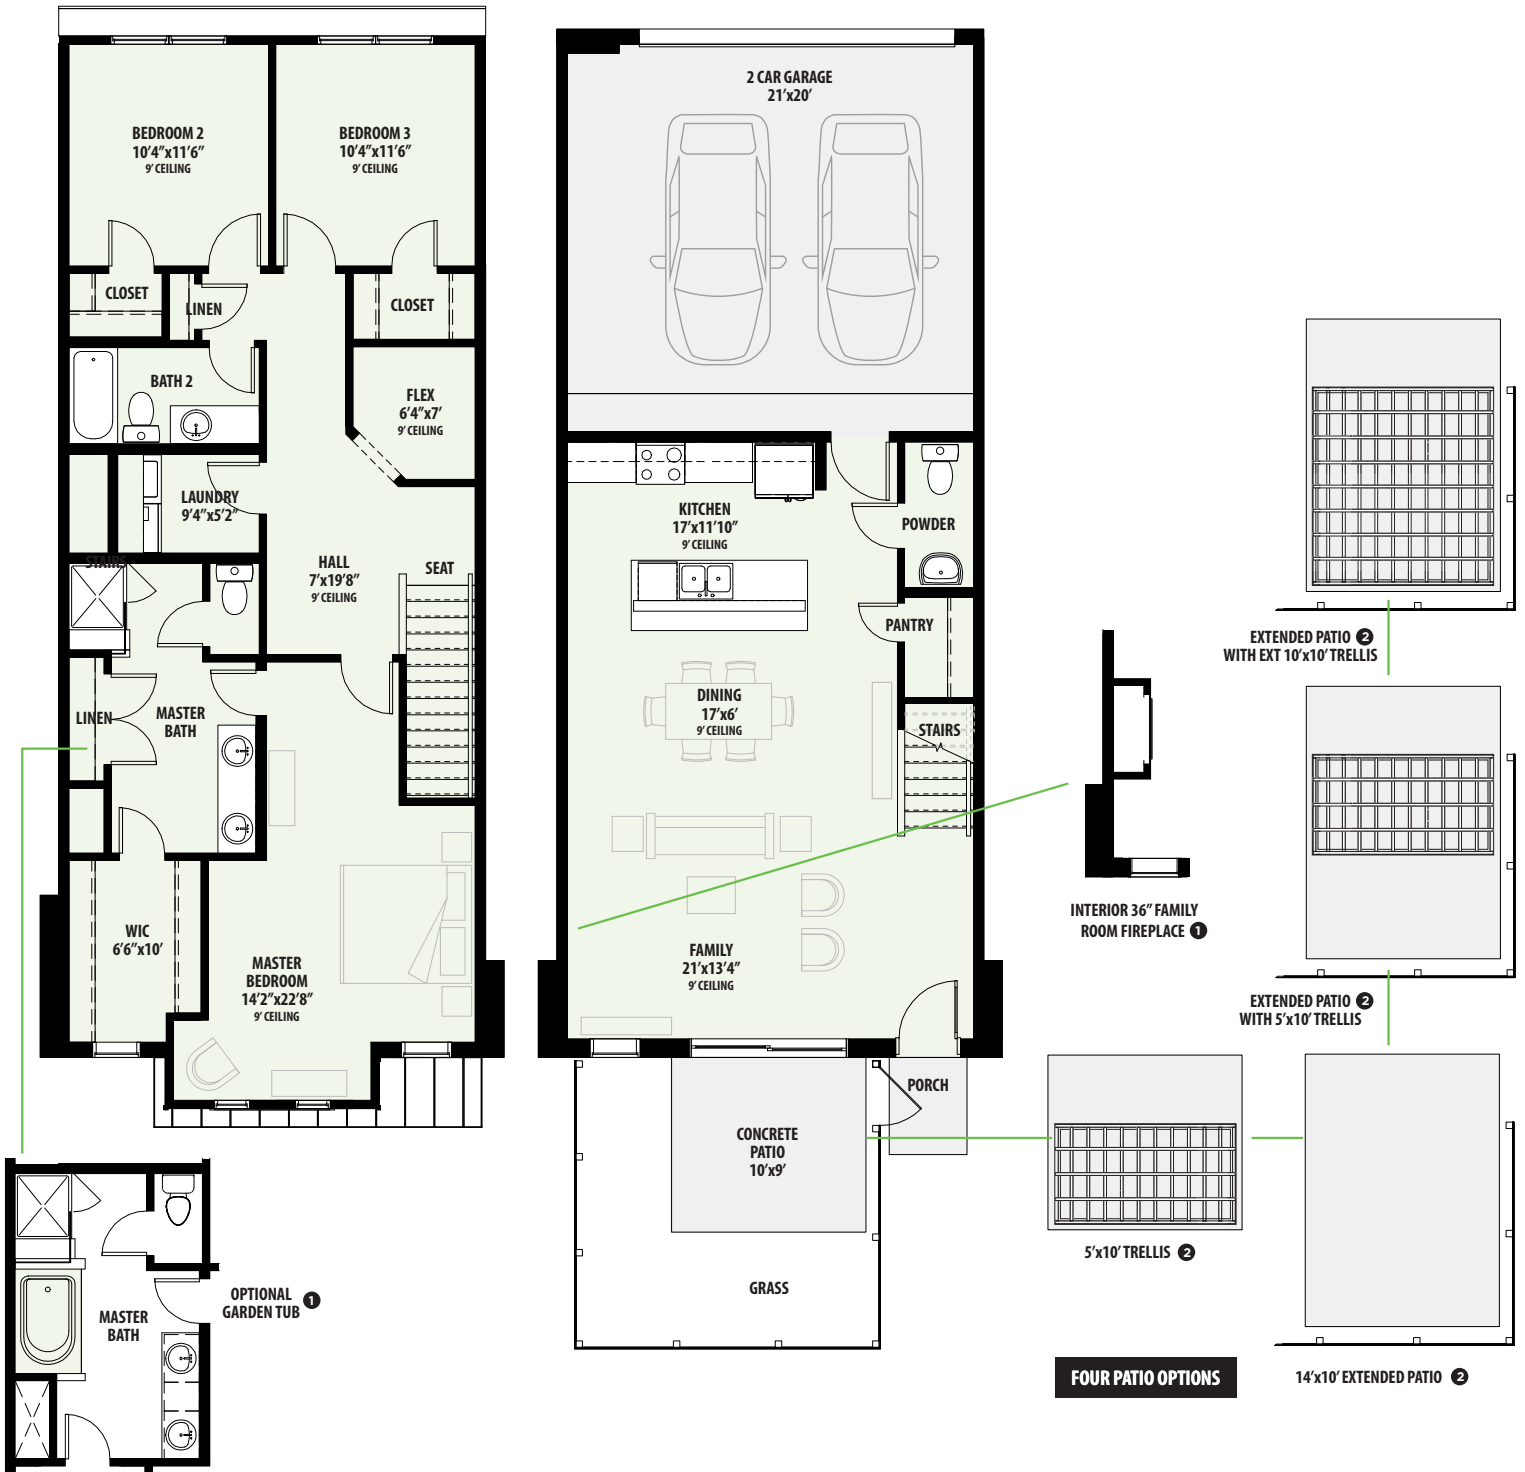 BEDROOM 2
10'4"x11'6"
9' CEILING
BEDROOM 3
10'4"x11'6"
9' CEILING
CLOSET
LINEN
CLOSET
BATH 2
FLEX
6'4"x7'
9' CEILING
LAUNDRY
9'4"x5'2"
STAIRS
HALL
7'x19'8"
9' CEILING
SEAT
LINEN
MASTER
BATH
WIC
6'6"x10'
MASTER
BEDROOM
14'2"x22'8"
9' CEILING
MASTER
BATH
OPTIONAL
GARDEN TUB 1
2 CAR GARAGE
21'x20'
KITCHEN
17'x11'10"
9' CEILING
POWDER
PANTRY
DINING
17'x6'
9' CEILING
STAIRS
FAMILY
21'x13'4"
9' CEILING
PORCH
CONCRETE
PATIO
10'x9'
GRASS
INTERIOR 36" FAMILY
ROOM FIREPLACE 1
EXTENDED PATIO 2
WITH EXT 10'x10' TRELLIS
EXTENDED PATIO 2
WITH 5'x10' TRELLIS
5'x10' TRELLIS 2
14'x10' EXTENDED PATIO 2
FOUR PATIO OPTIONS